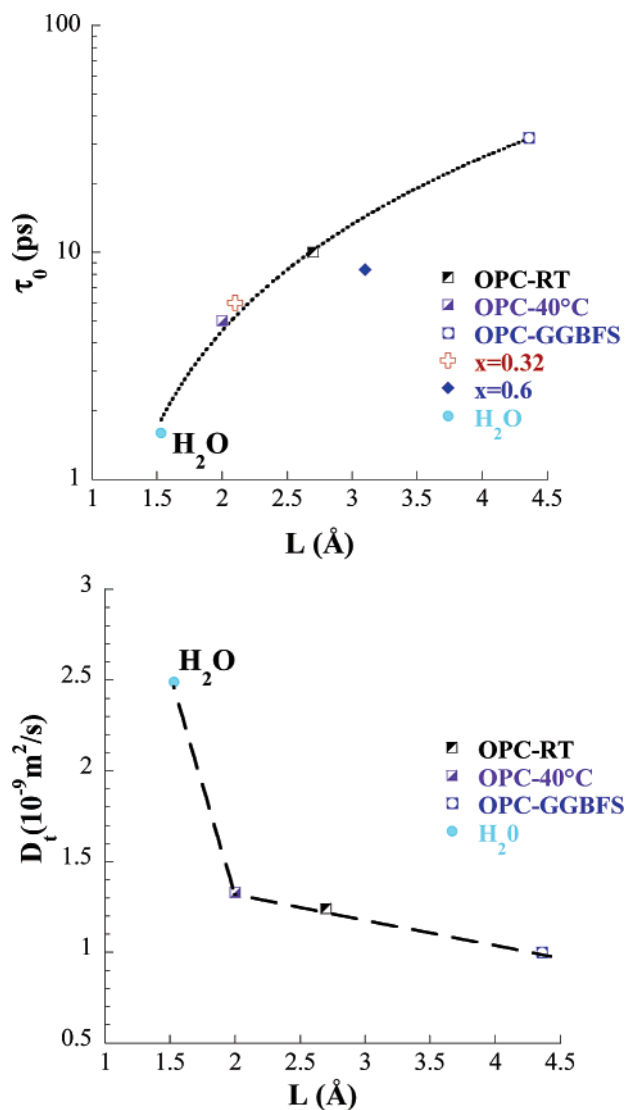 100
10
1
τ₀ (ps)
OPC-RT
OPC-40°C
OPC-GGBFS
x=0.32
x=0.6
H₂O
H₂O
1 1.5 2 2.5 3 3.5 4 4.5
L (Å)
3
2.5
2
1.5
1
0.5
Dₜ(10⁻⁹m²/s)
H₂O
OPC-RT
OPC-40°C
OPC-GGBFS
H₂0
1 1.5 2 2.5 3 3.5 4 4.5
L (Å)